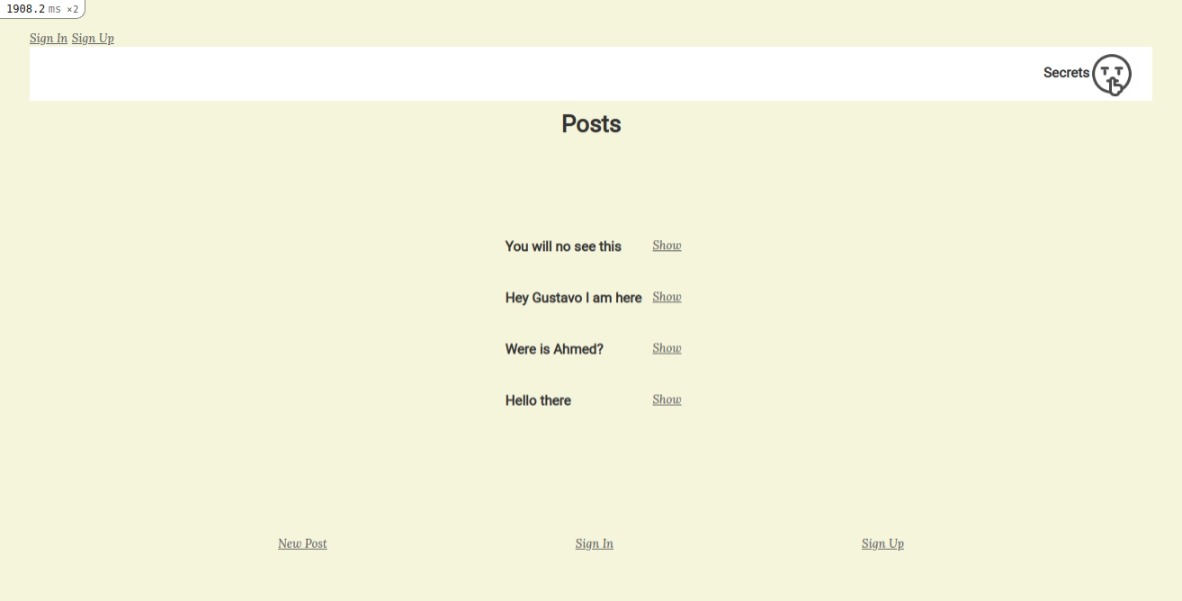 1908.2 ms ×2
Sign In Sign Up
Secrets
Posts
You will no see this Show
Hey Gustavo I am here Show
Were is Ahmed? Show
Hello there Show
New Post Sign In Sign Up